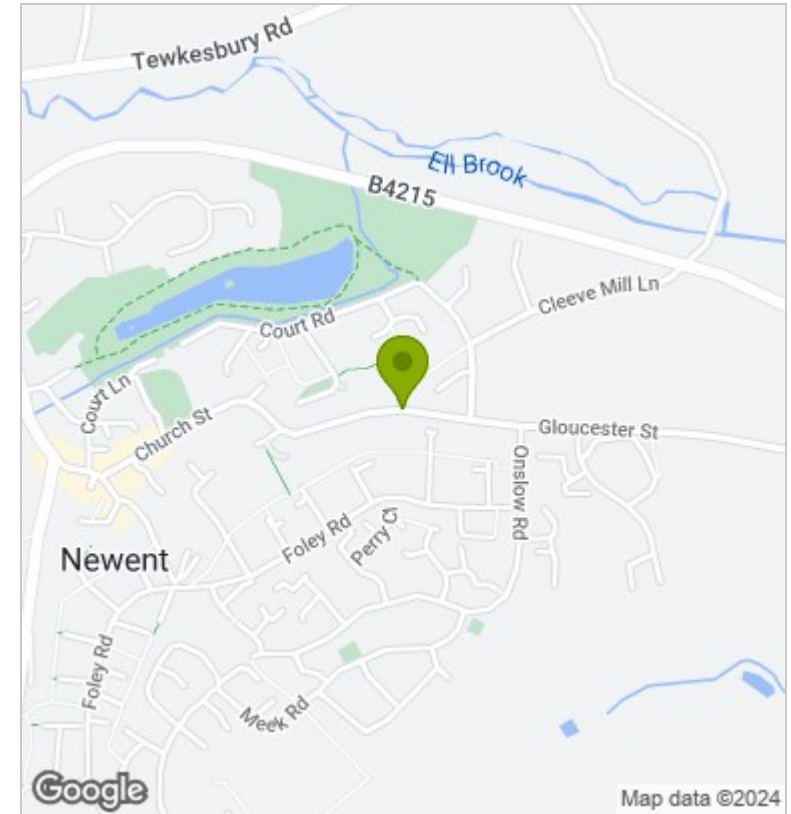 Tewkesbury Rd
Ell Brook
B4215
Cleeve Mill Ln
Court Rd
Court Ln
Church St
Gloucester St
Onslow Rd
Foley Rd
Perry Cl
Newent
Foley Rd
Meek Rd
Google
Map data ©2024